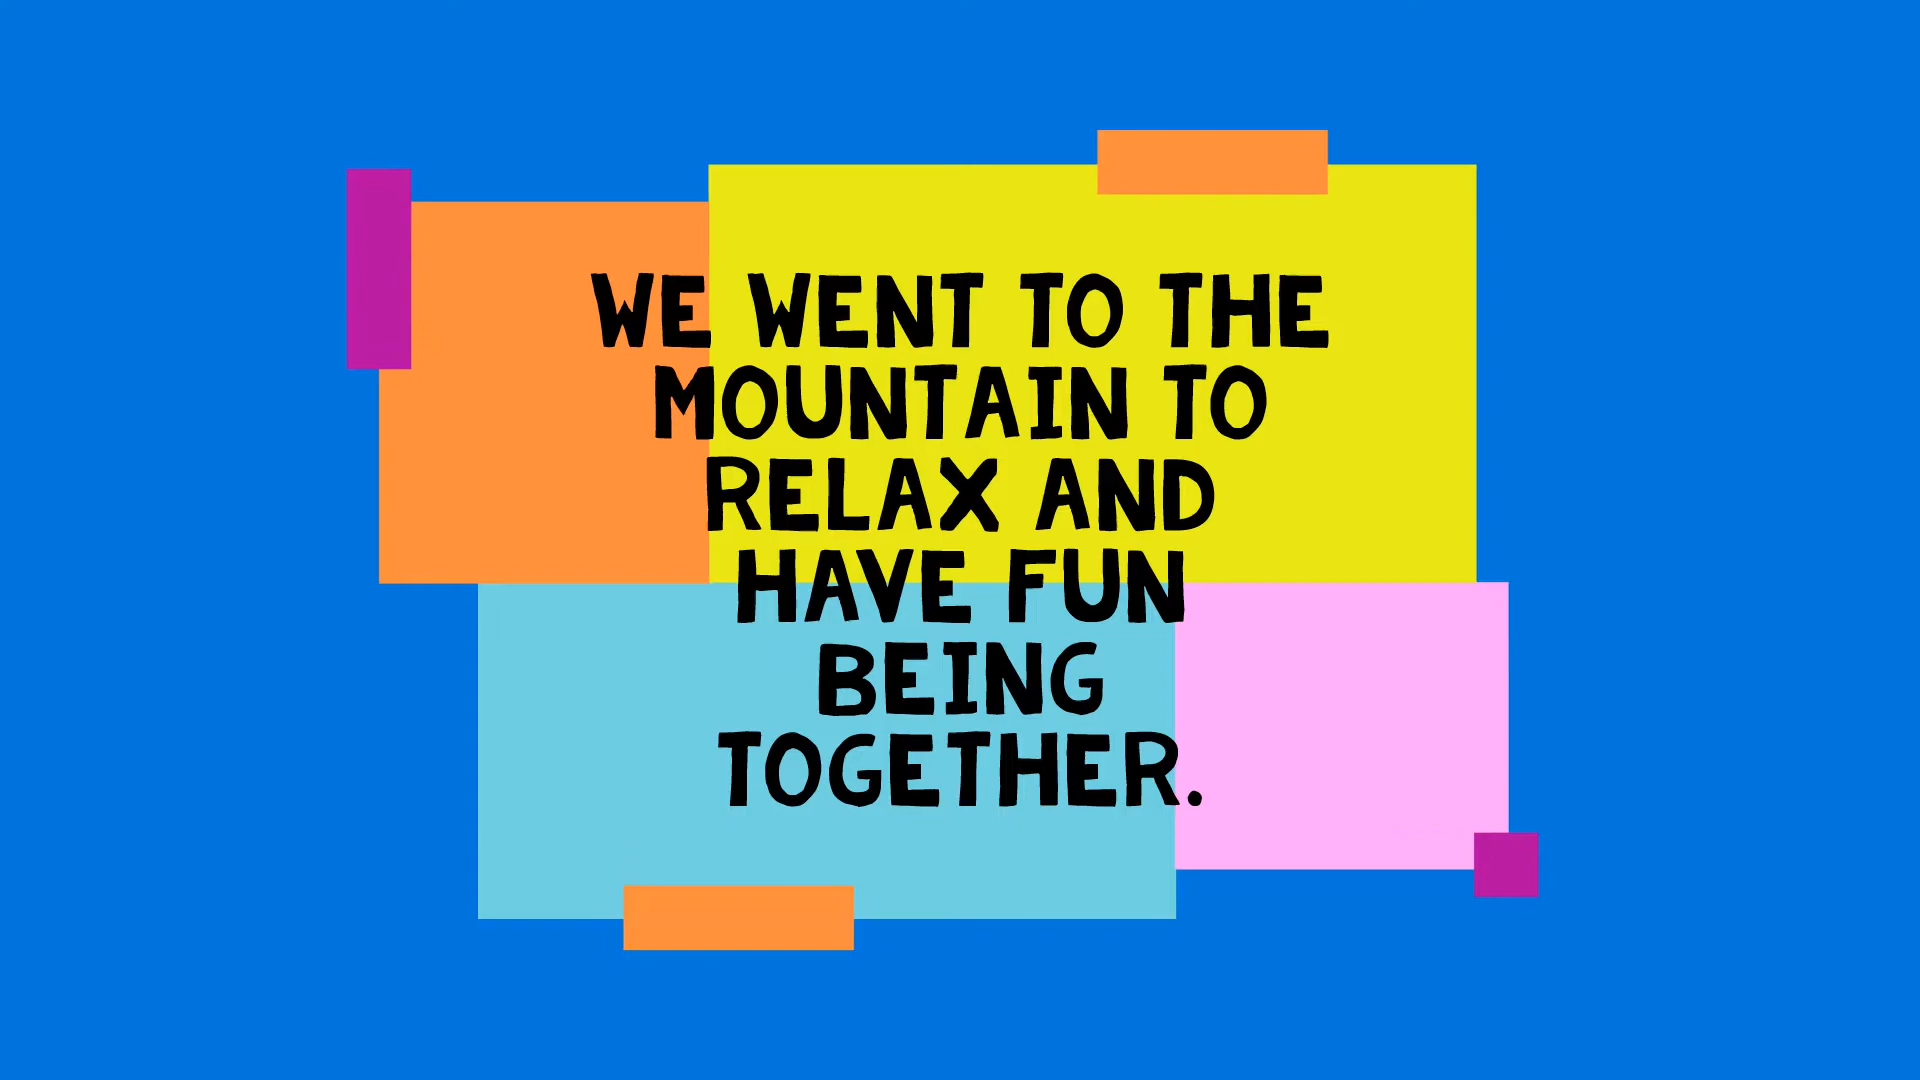 WE WENT TO THE
MOUNTAIN TO
RELAX AND
HAVE FUN
BEING
TOGETHER.